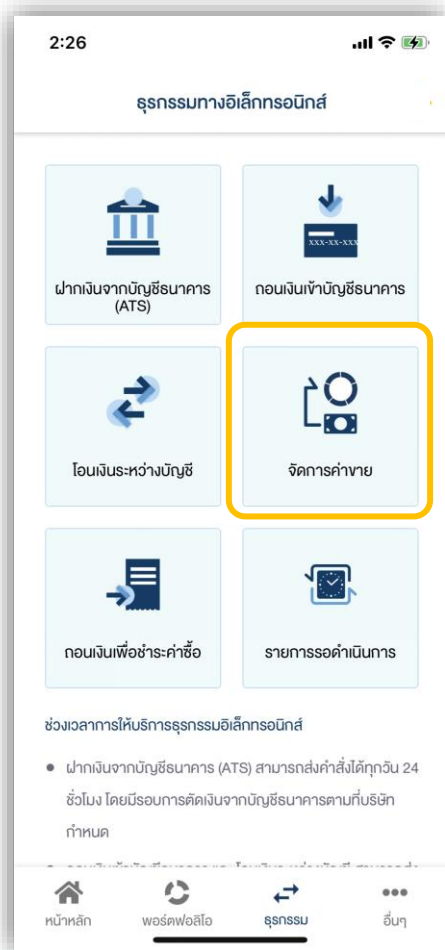 2:26
ธุรกรรมทางอิเล็กทรอนิกส์
xxx-xx-xxx
ฝากเงินจากบัญชีธนาคาร
(ATS)
ถอนเงินเข้าบัญชีธนาคาร
โอนเงินระหว่างบัญชี
จัดการค่าขาย
ถอนเงินเพื่อชำระค่าซื้อ
รายการรอดำเนินการ
ช่วงเวลาการให้บริการธุรกรรมอิเล็กทรอนิกส์
● ฝากเงินจากบัญชีธนาคาร (ATS) สามารถส่งคำสั่งได้ทุกวัน 24
ชั่วโมง โดยมีรอบการตัดเงินจากบัญชีธนาคารตามที่บริษัท
กำหนด
หน้าหลัก
พอร์ตฟอลิโอ
ธุรกรรม
อื่นๆ